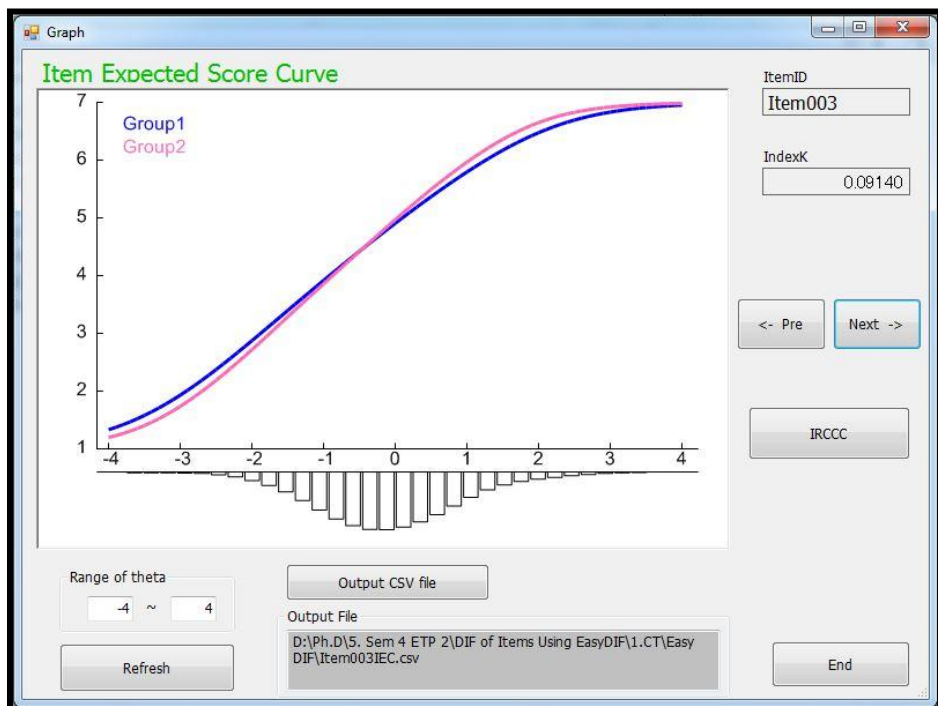 Graph
Item Expected Score Curve
Group1
Group2
7
6
5
4
3
2
1
-4 -3 -2 -1 0 1 2 3 4
ItemID
Item003
IndexK
0.09140
<- Pre Next ->
IRCCC
Range of theta
-4 ~ 4
Refresh
Output CSV file
Output File
D:\Ph.D\5. Sem 4 ETP 2\DIF of Items Using EasyDIF\1.CT\Easy
DIF\Item003IEC.csv
End